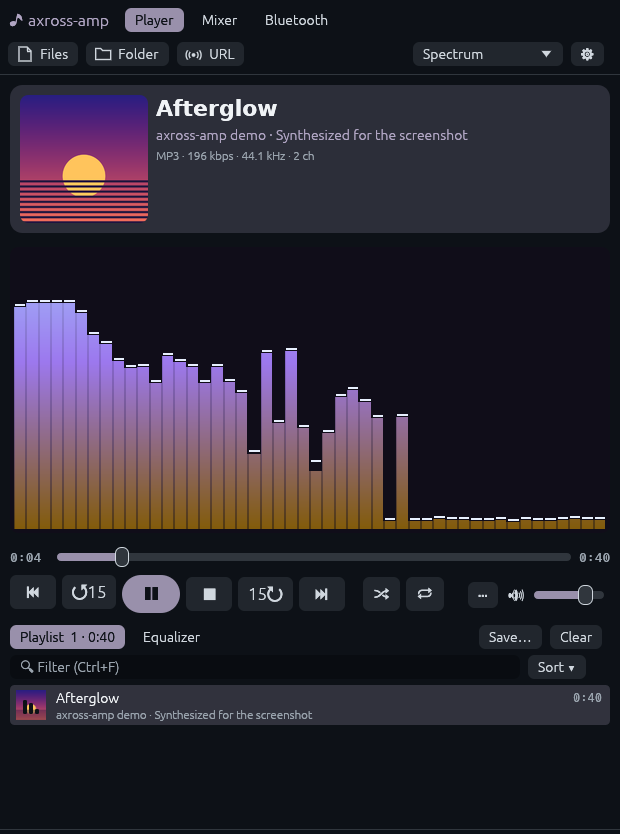 axross-amp Player Mixer Bluetooth
Files Folder URL Spectrum
Afterglow
axross-amp demo · Synthesized for the screenshot
MP3 · 196 kbps · 44.1 kHz · 2 ch
0:04 0:40
15 15 ...
Playlist 1 · 0:40 Equalizer Save… Clear
Filter (Ctrl+F) Sort ▾
Afterglow 0:40
axross-amp demo · Synthesized for the screenshot